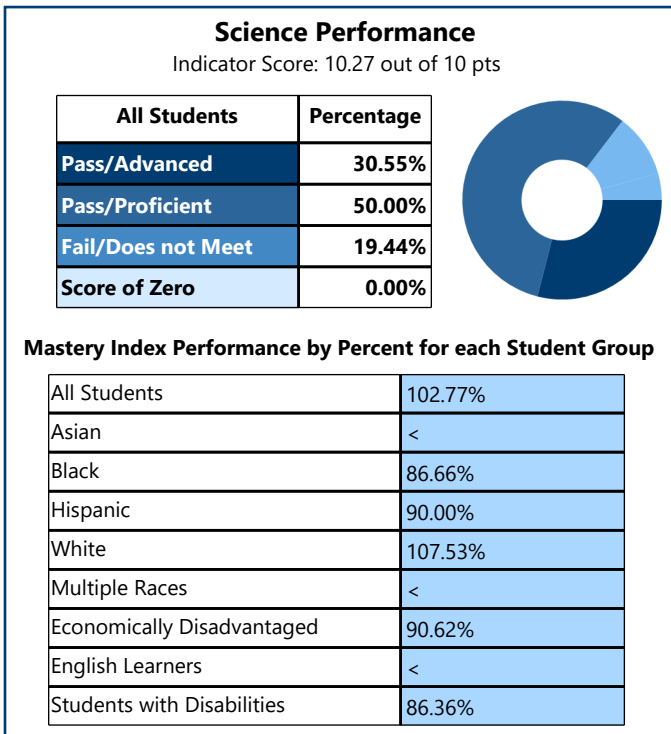 Science Performance
Indicator Score: 10.27 out of 10 pts
All Students Percentage
Pass/Advanced 30.55%
Pass/Proficient 50.00%
Fail/Does not Meet 19.44%
Score of Zero 0.00%
Mastery Index Performance by Percent for each Student Group
All Students 102.77%
Asian <
Black 86.66%
Hispanic 90.00%
White 107.53%
Multiple Races <
Economically Disadvantaged 90.62%
English Learners <
Students with Disabilities 86.36%